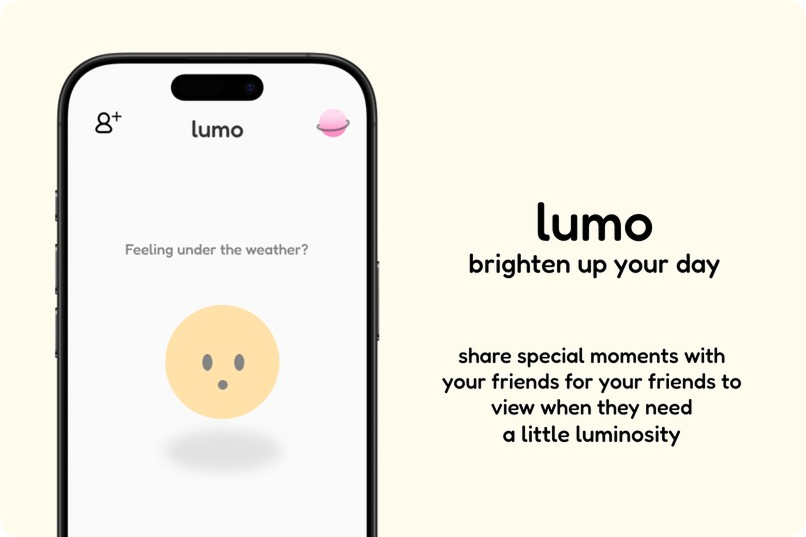 lumo
Feeling under the weather?
lumo
brighten up your day
share special moments with
your friends for your friends to
view when they need
a little luminosity